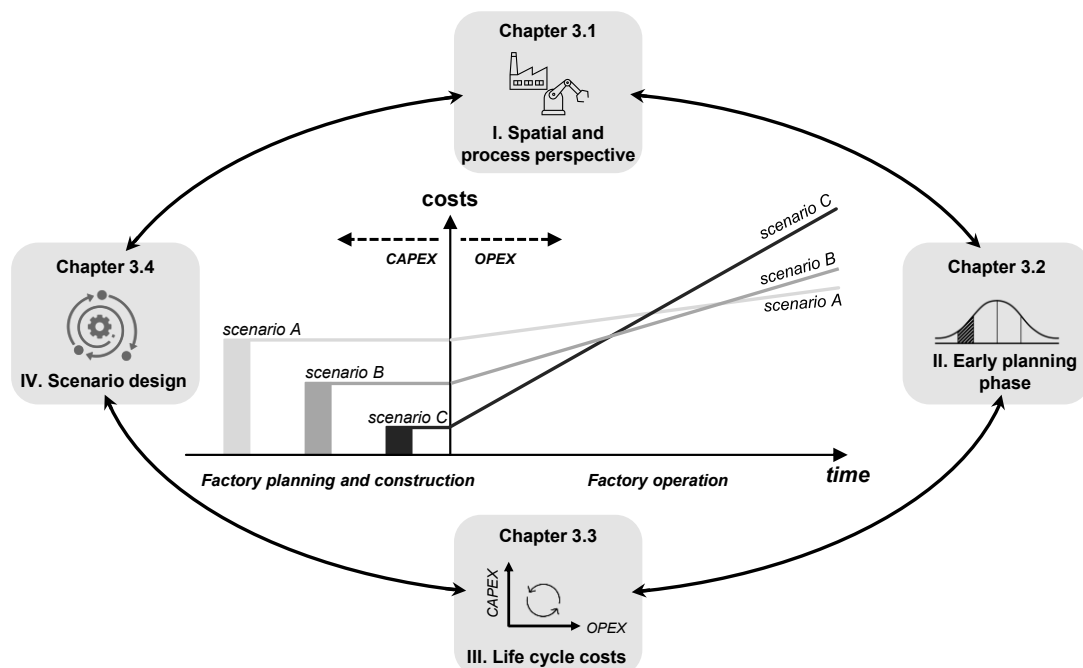 Chapter 3.1
I. Spatial and
process perspective
costs
CAPEX
OPEX
scenario C
scenario B
scenario A
Chapter 3.4
IV. Scenario design
Chapter 3.2
II. Early planning
phase
scenario A
scenario B
scenario C
time
Factory planning and construction
Factory operation
Chapter 3.3
CAPEX
OPEX
III. Life cycle costs